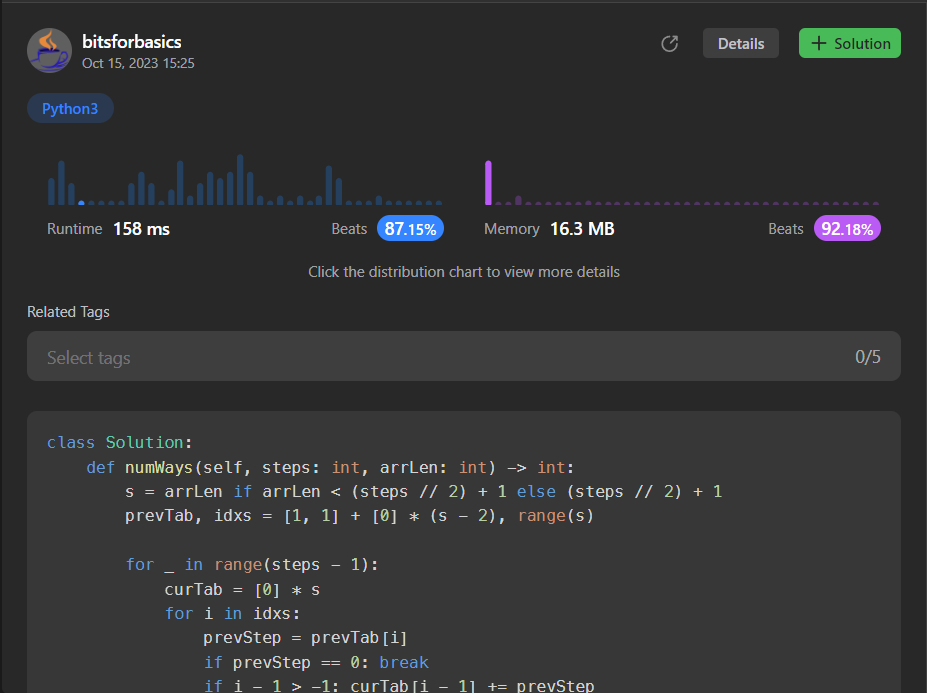 bitsforbasics
Oct 15, 2023 15:25
Details
+ Solution
Python3
Runtime 158 ms Beats 87.15%
Memory 16.3 MB Beats 92.18%
Click the distribution chart to view more details
Related Tags
Select tags 0/5
class Solution:
    def numWays(self, steps: int, arrLen: int) -> int:
        s = arrLen if arrLen < (steps // 2) + 1 else (steps // 2) + 1
        prevTab, idxs = [1, 1] + [0] * (s - 2), range(s)
        for _ in range(steps - 1):
            curTab = [0] * s
            for i in idxs:
                prevStep = prevTab[i]
                if prevStep == 0: break
                if i - 1 > -1: curTab[i - 1] += prevStep